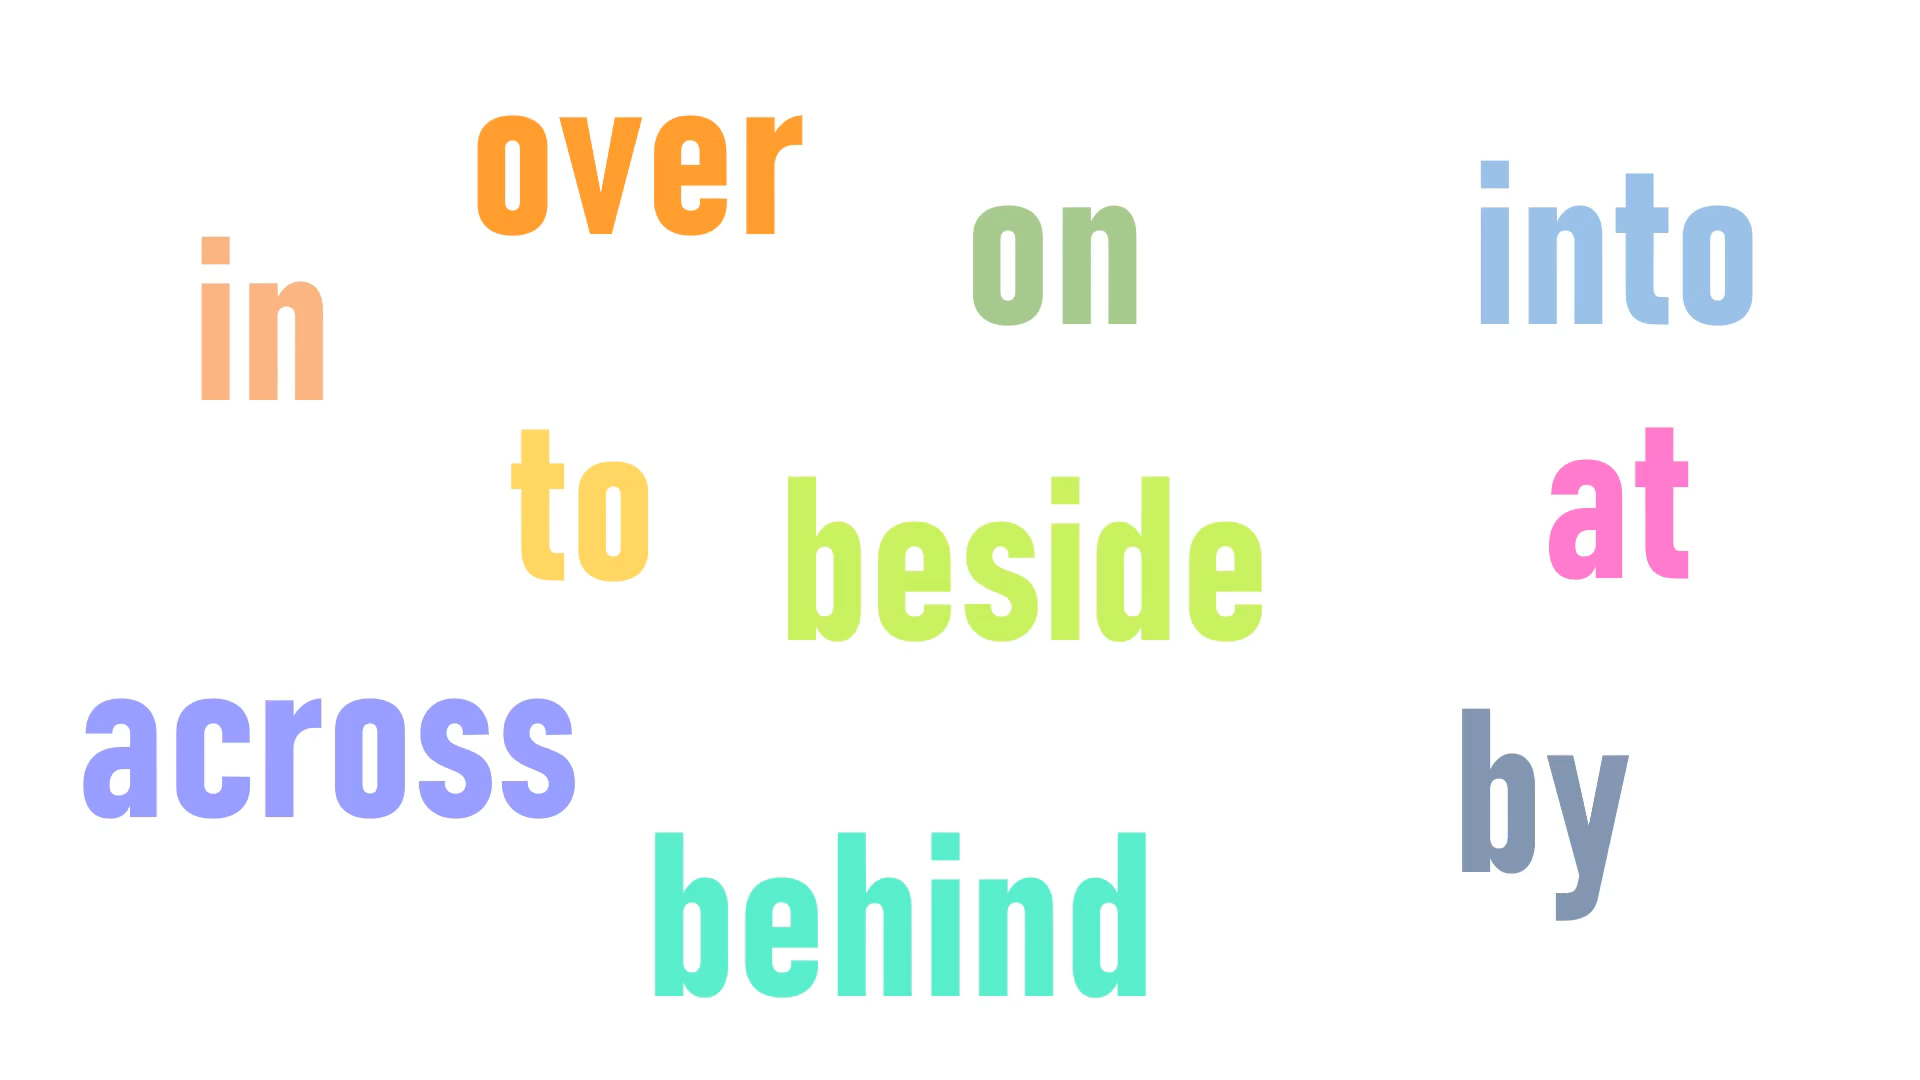 over
on
into
in
to
beside
at
across
by
behind